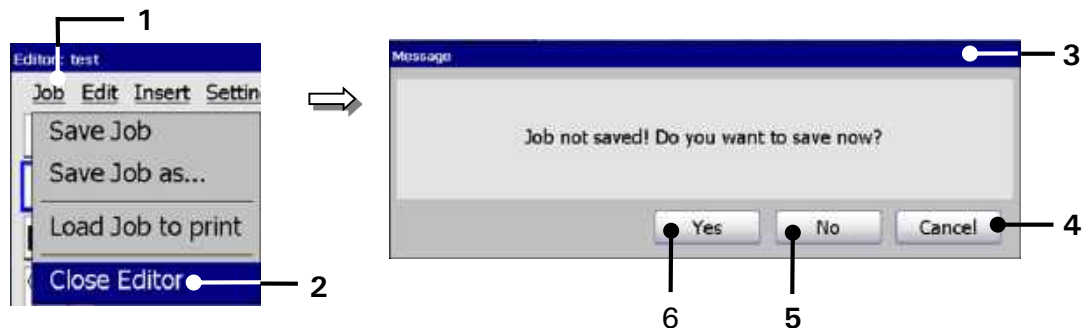 1
Editor: test
Job Edit Insert Settin
Save Job
Save Job as...
Load Job to print
Close Editor
2
Message
3
Job not saved! Do you want to save now?
Yes No Cancel
4
6 5